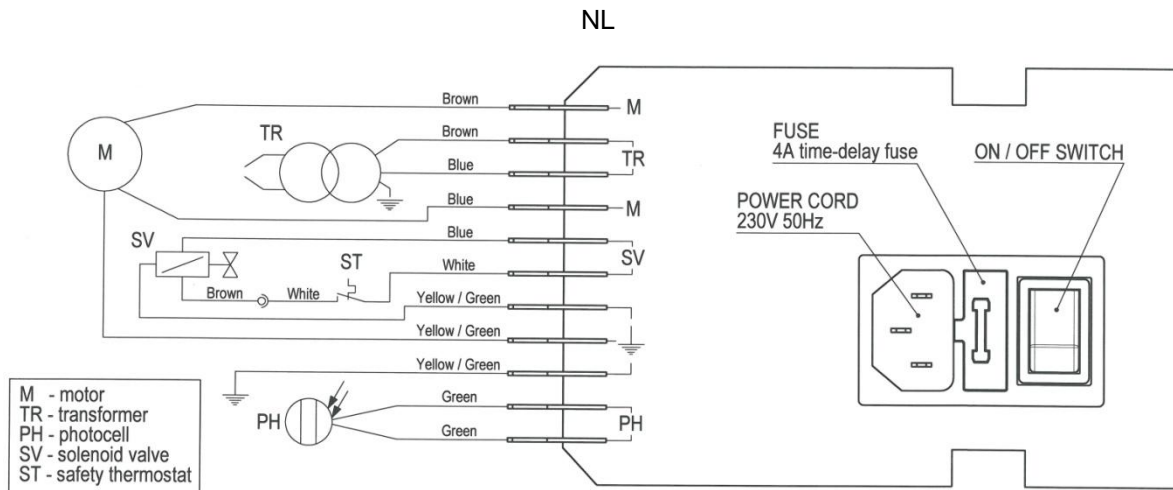 NL
Brown
M
Brown
TR
TR
Blue
M
Blue
M
Blue
SV
SV
ST
White
Brown
White
Yellow / Green
Yellow / Green
Yellow / Green
Green
PH
PH
Green
FUSE
4A time-delay fuse
ON / OFF SWITCH
POWER CORD
230V 50Hz
M - motor
TR - transformer
PH - photocell
SV - solenoid valve
ST - safety thermostat